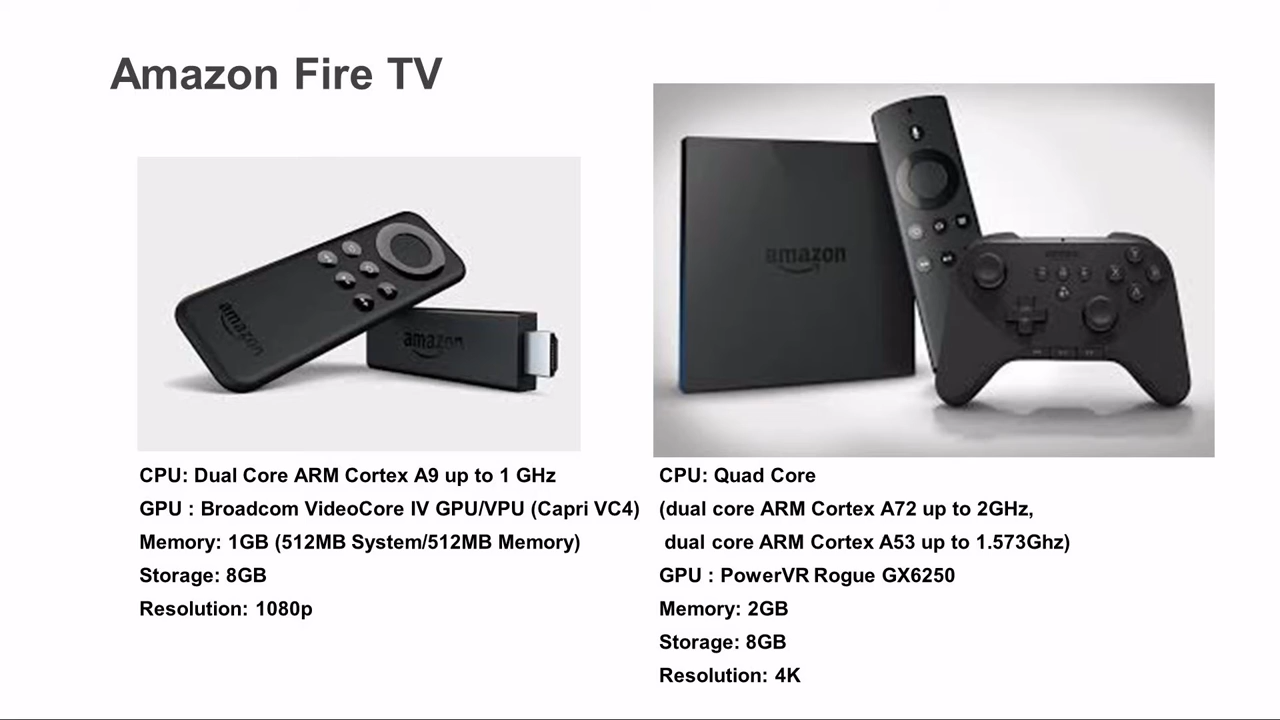 Amazon Fire TV
amazon
amazon
amazon
CPU: Dual Core ARM Cortex A9 up to 1 GHz
GPU : Broadcom VideoCore IV GPU/VPU (Capri VC4)
Memory: 1GB (512MB System/512MB Memory)
Storage: 8GB
Resolution: 1080p
CPU: Quad Core
(dual core ARM Cortex A72 up to 2GHz,
dual core ARM Cortex A53 up to 1.573Ghz)
GPU : PowerVR Rogue GX6250
Memory: 2GB
Storage: 8GB
Resolution: 4K